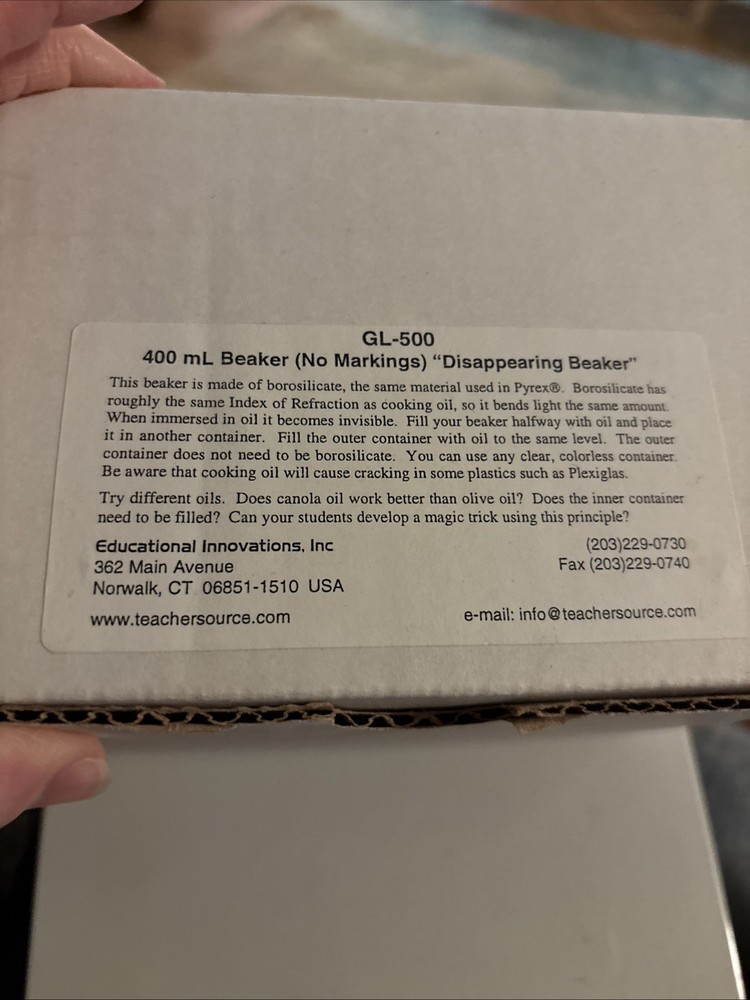 GL-500
400 mL Beaker (No Markings) “Disappearing Beaker”
This beaker is made of borosilicate, the same material used in Pyrex®. Borosilicate has
roughly the same Index of Refraction as cooking oil, so it bends light the same amount.
When immersed in oil it becomes invisible. Fill your beaker halfway with oil and place
it in another container. Fill the outer container with oil to the same level. The outer
container does not need to be borosilicate. You can use any clear, colorless container.
Be aware that cooking oil will cause cracking in some plastics such as Plexiglas.
Try different oils. Does canola oil work better than olive oil? Does the inner container
need to be filled? Can your students develop a magic trick using this principle?
Educational Innovations, Inc (203)229-0730
362 Main Avenue Fax (203)229-0740
Norwalk, CT 06851-1510 USA
www.teachersource.com e-mail: info@teachersource.com